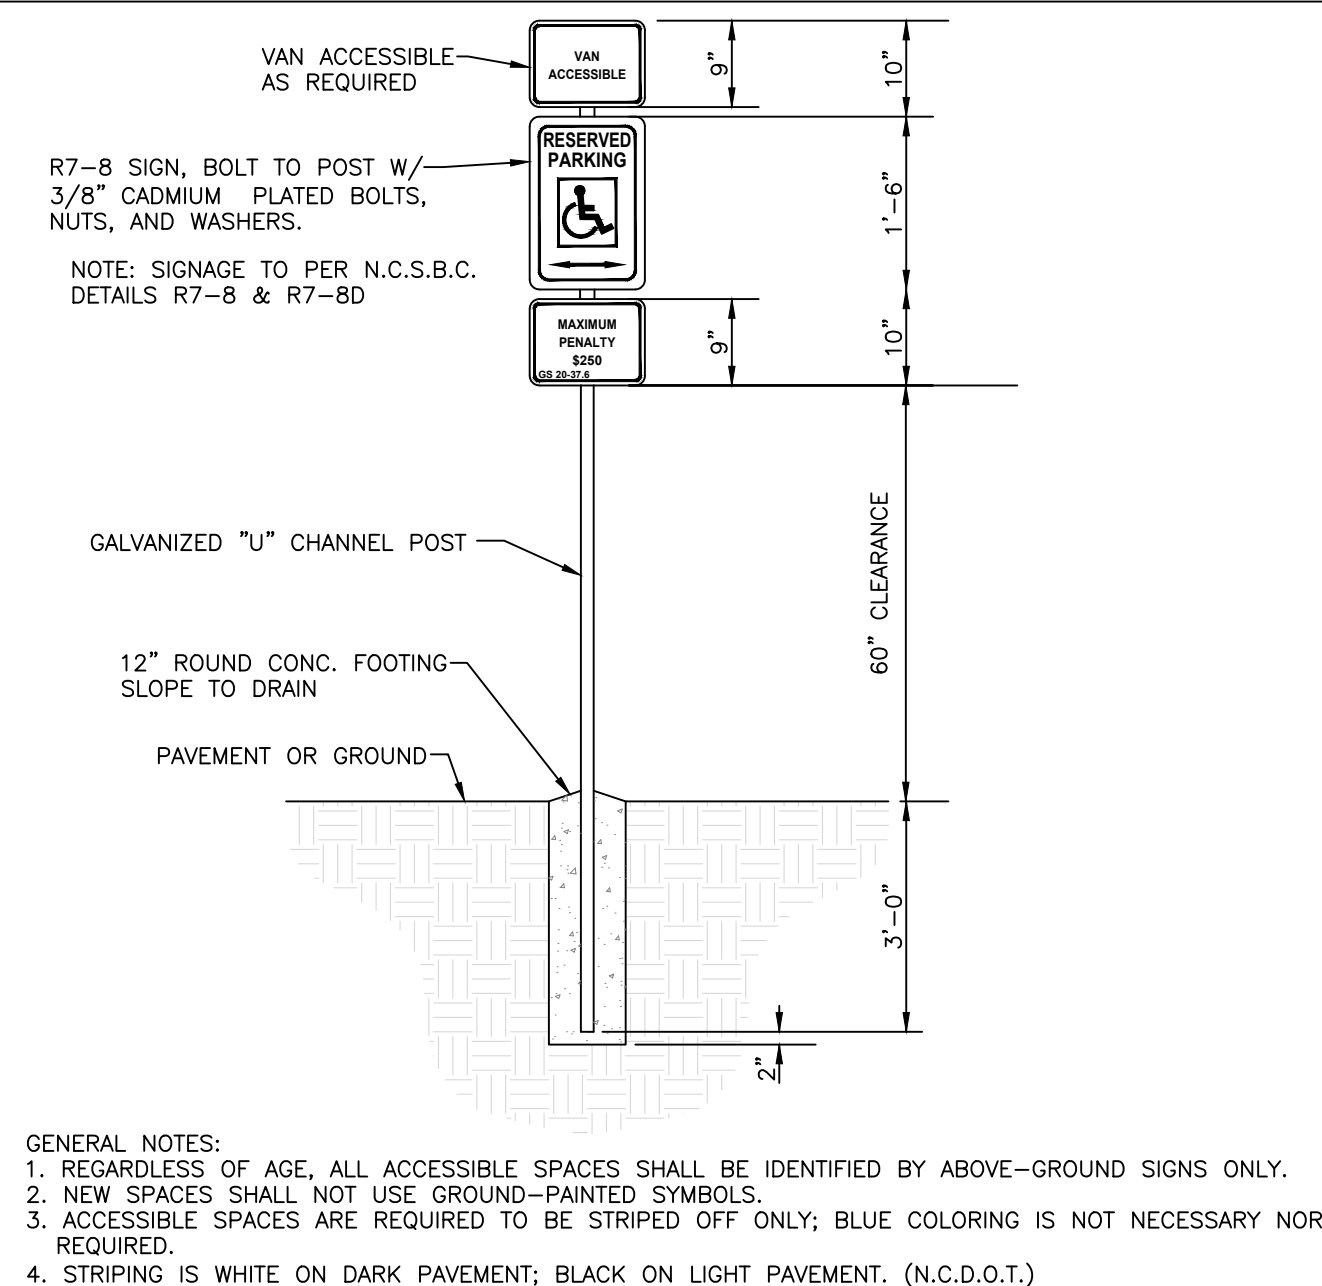 VAN ACCESSIBLE
AS REQUIRED
VAN
ACCESSIBLE
9"
10"
R7-8 SIGN, BOLT TO POST W/
3/8" CADMIUM PLATED BOLTS,
NUTS, AND WASHERS.
RESERVED
PARKING
1'-6"
NOTE: SIGNAGE TO PER N.C.S.B.C.
DETAILS R7-8 & R7-8D
MAXIMUM
PENALTY
$250
GS 20-37.6
9"
10"
GALVANIZED "U" CHANNEL POST
60" CLEARANCE
12" ROUND CONC. FOOTING
SLOPE TO DRAIN
PAVEMENT OR GROUND
3'-0"
2"
GENERAL NOTES:
1. REGARDLESS OF AGE, ALL ACCESSIBLE SPACES SHALL BE IDENTIFIED BY ABOVE-GROUND SIGNS ONLY.
2. NEW SPACES SHALL NOT USE GROUND-PAINTED SYMBOLS.
3. ACCESSIBLE SPACES ARE REQUIRED TO BE STRIPED OFF ONLY; BLUE COLORING IS NOT NECESSARY NOR
REQUIRED.
4. STRIPING IS WHITE ON DARK PAVEMENT; BLACK ON LIGHT PAVEMENT. (N.C.D.O.T.)